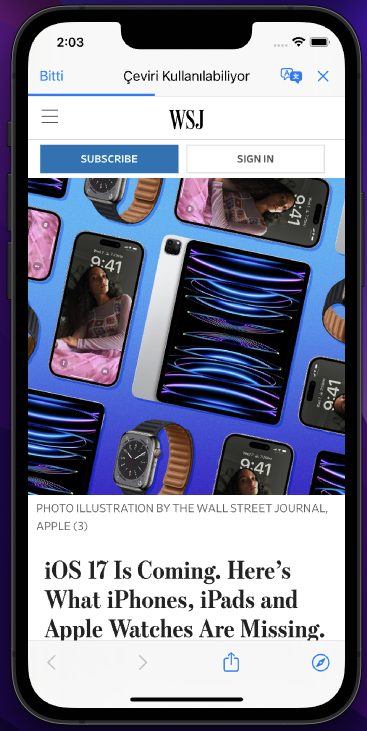 2:03
Bitti Çeviri Kullanılabiliyor
WSJ
SUBSCRIBE SIGN IN
9:41
9:41
9:41
9:41
PHOTO ILLUSTRATION BY THE WALL STREET JOURNAL,
APPLE (3)
iOS 17 Is Coming. Here’s
What iPhones, iPads and
Apple Watches Are Missing.